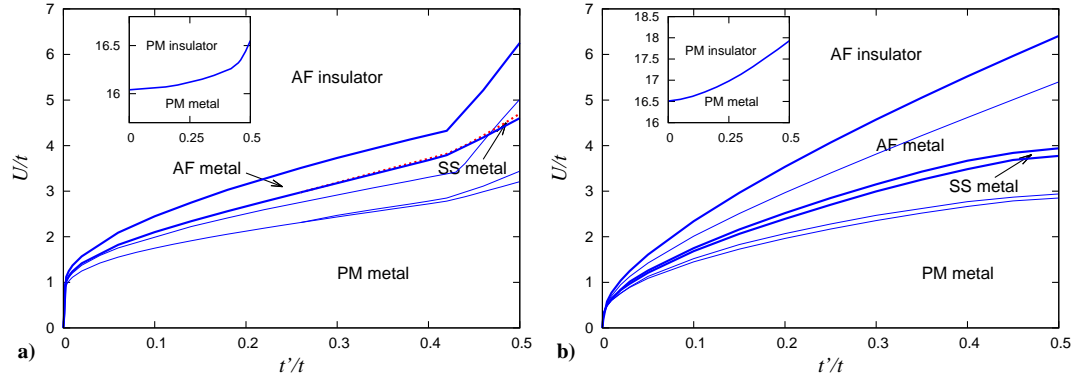 7
6
5
4
3
2
1
0
U/t
0
0.1
0.2
0.3
0.4
0.5
t'/t
a)
AF insulator
AF metal
SS metal
PM metal
16.5
16
0
0.25
0.5
PM insulator
PM metal
7
6
5
4
3
2
1
0
U/t
0
0.1
0.2
0.3
0.4
0.5
t'/t
b)
AF insulator
AF metal
SS metal
PM metal
18.5
18
17.5
17
16.5
16
0
0.25
0.5
PM insulator
PM metal